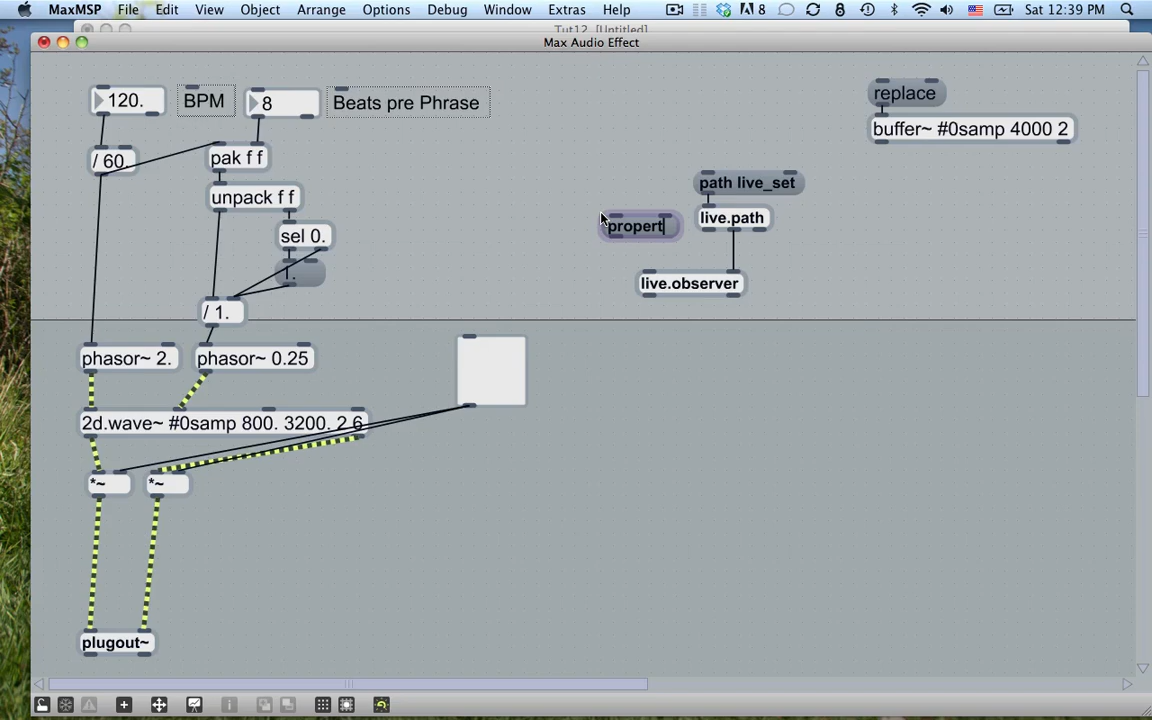 MaxMSP File Edit View Object Arrange Options Debug Window Extras Help 8 Sat 12:39 PM
Tut12 [Untitled]
Max Audio Effect
120. BPM 8 Beats pre Phrase
replace
buffer~ #0samp 4000 2
/ 60.
pak f f
path live_set
unpack f f
live.path
propert
sel 0.
1.
live.observer
/ 1.
phasor~ 2. phasor~ 0.25
2d.wave~ #0samp 800. 3200. 2 6
*~ *~
plugout~